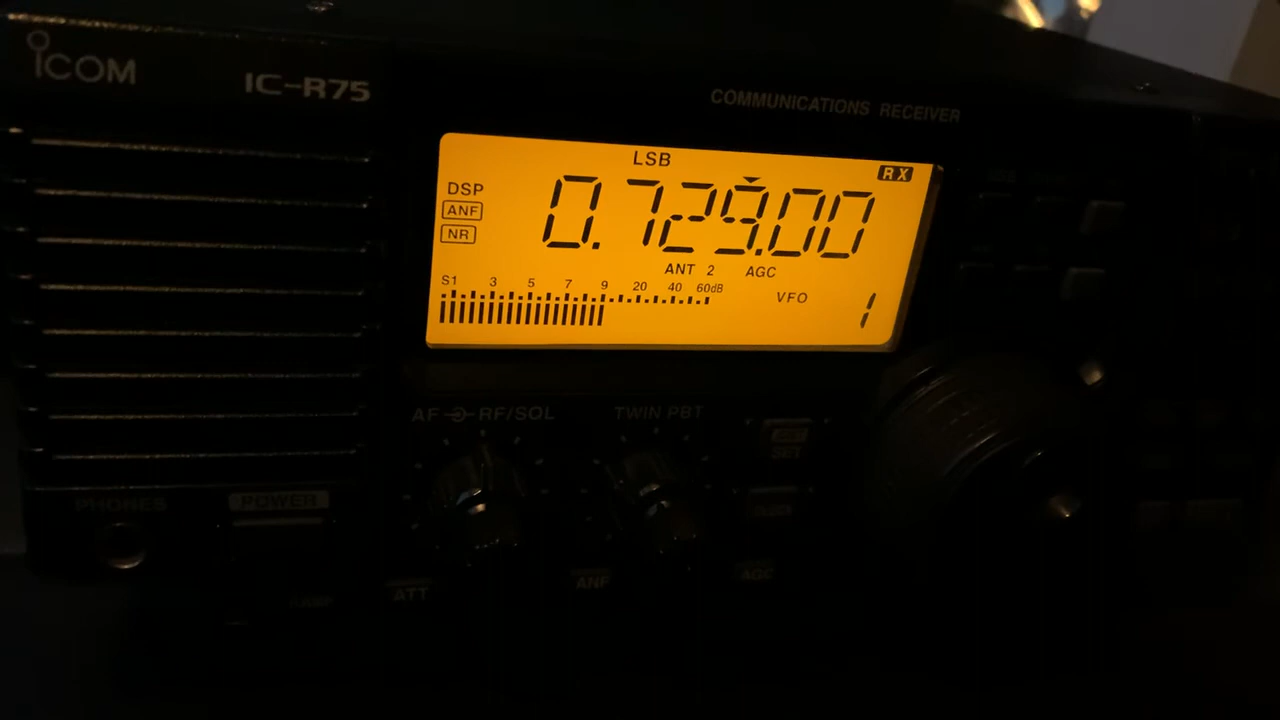 ICOM
IC-R75
COMMUNICATIONS RECEIVER
LSB
RX
DSP
0.729.00
ANF
NR
ANT 2 AGC
S1 3 5 7 9 20 40 60dB
VFO 1
AF RF/SQL
TWIN PBT
SET
PHONES
POWER
ATT
ANF
AGC